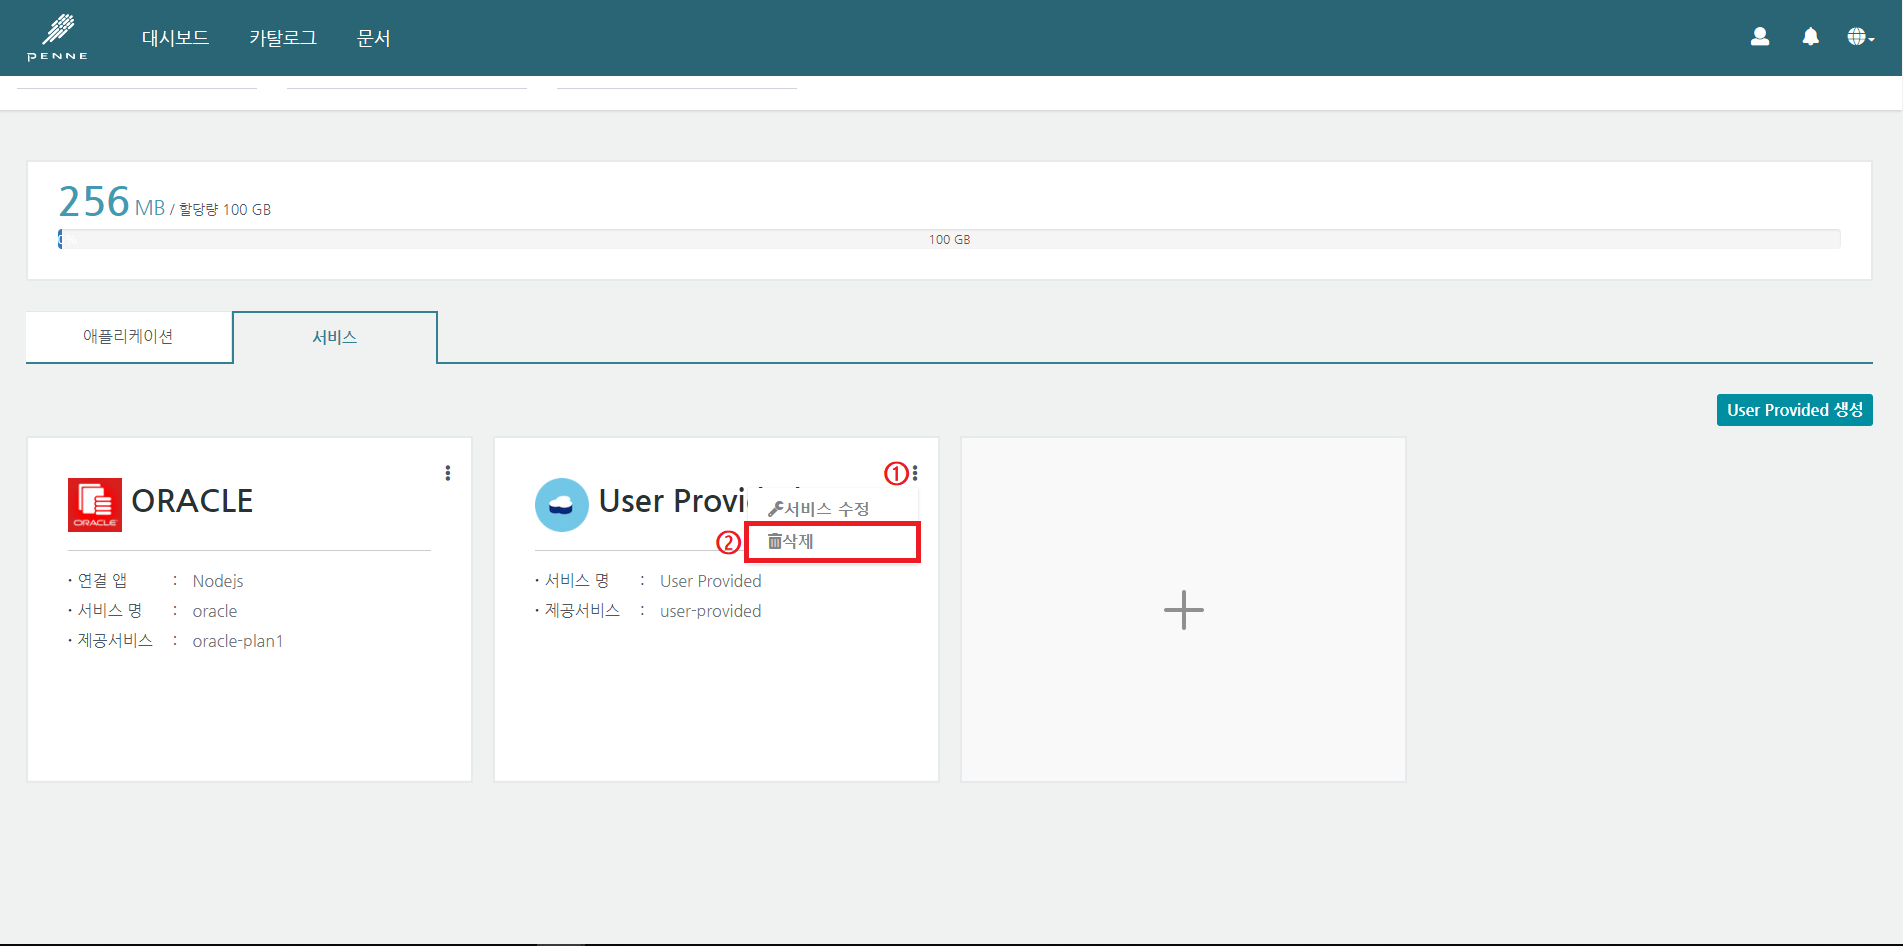 PENNE
대시보드 카탈로그 문서
256 MB / 할당량 100 GB
0%
100 GB
애플리케이션 서비스
User Provided 생성
ORACLE
ORACLE
· 연결 앱 : Nodejs
· 서비스 명 : oracle
· 제공서비스 : oracle-plan1
①
User Provi
서비스 수정
②
삭제
· 서비스 명 : User Provided
· 제공서비스 : user-provided